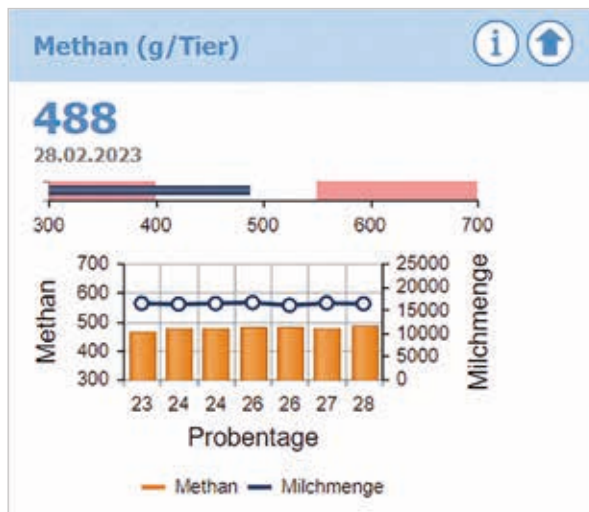 Methan (g/Tier)
i
488
28.02.2023
300 400 500 600 700
Methan
700
600
500
400
300
25000
20000
15000
10000
5000
0
Milchmenge
23 24 24 26 26 27 28
Probentage
Methan Milchmenge